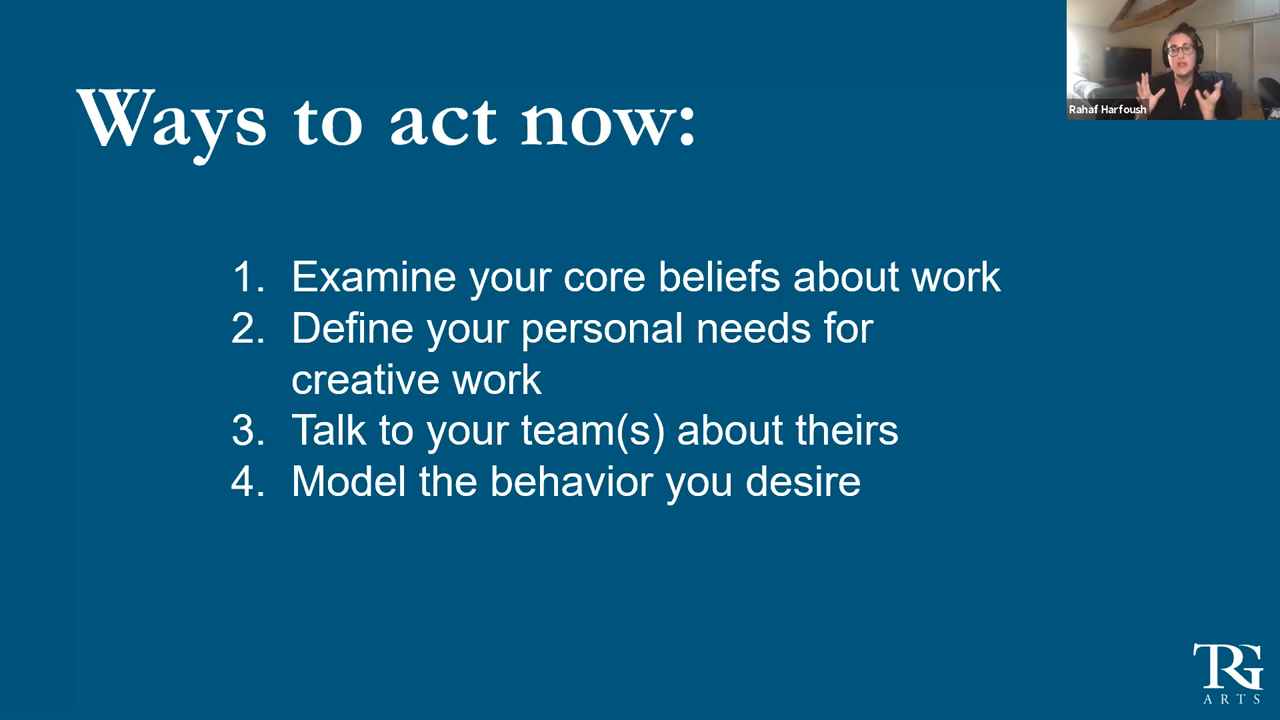 Rahaf Harfoush
Ways to act now:
1. Examine your core beliefs about work
2. Define your personal needs for
creative work
3. Talk to your team(s) about theirs
4. Model the behavior you desire
TRG
ARTS